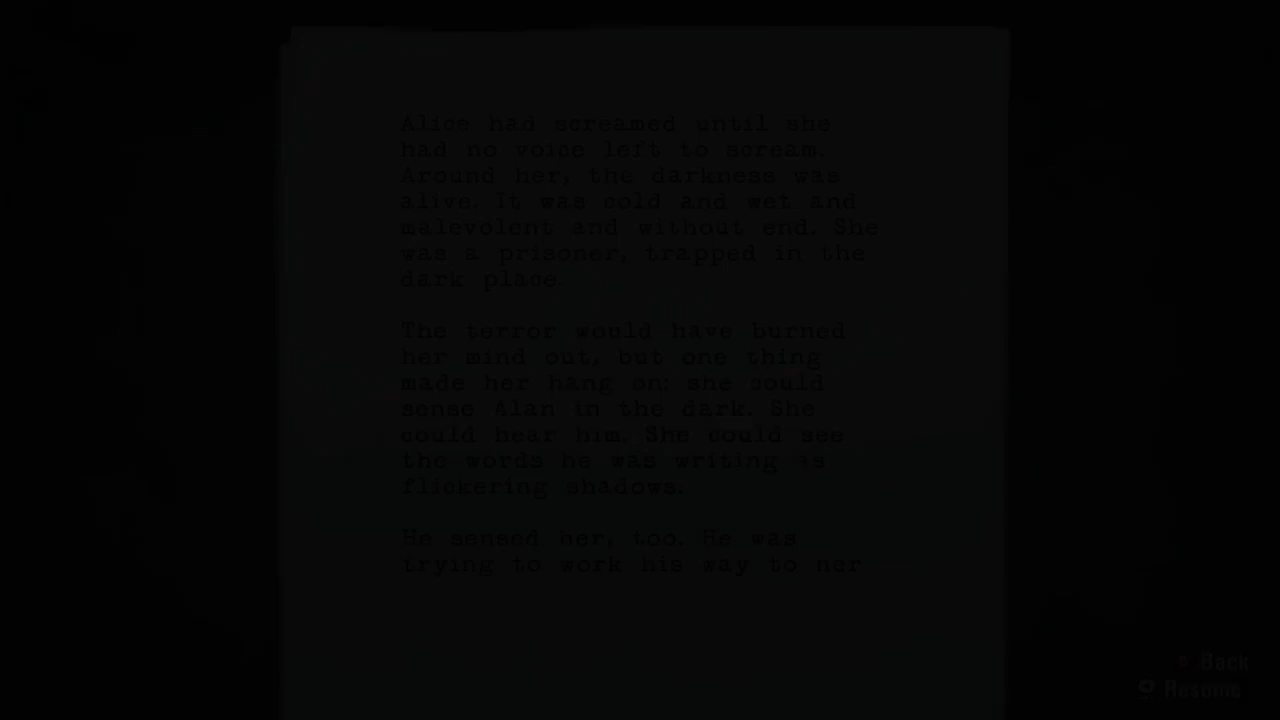 Alice had screamed until she
had no voice left to scream.
Around her, the darkness was
alive. It was cold and wet and
malevolent and without end. She
was a prisoner, trapped in the
dark place.
The terror would have burned
her mind out, but one thing
made her hang on: she could
sense Alan in the dark. She
could hear him. She could see
the words he was writing as
flickering shadows.
He sensed her, too. He was
trying to work his way to her
Back
Resume